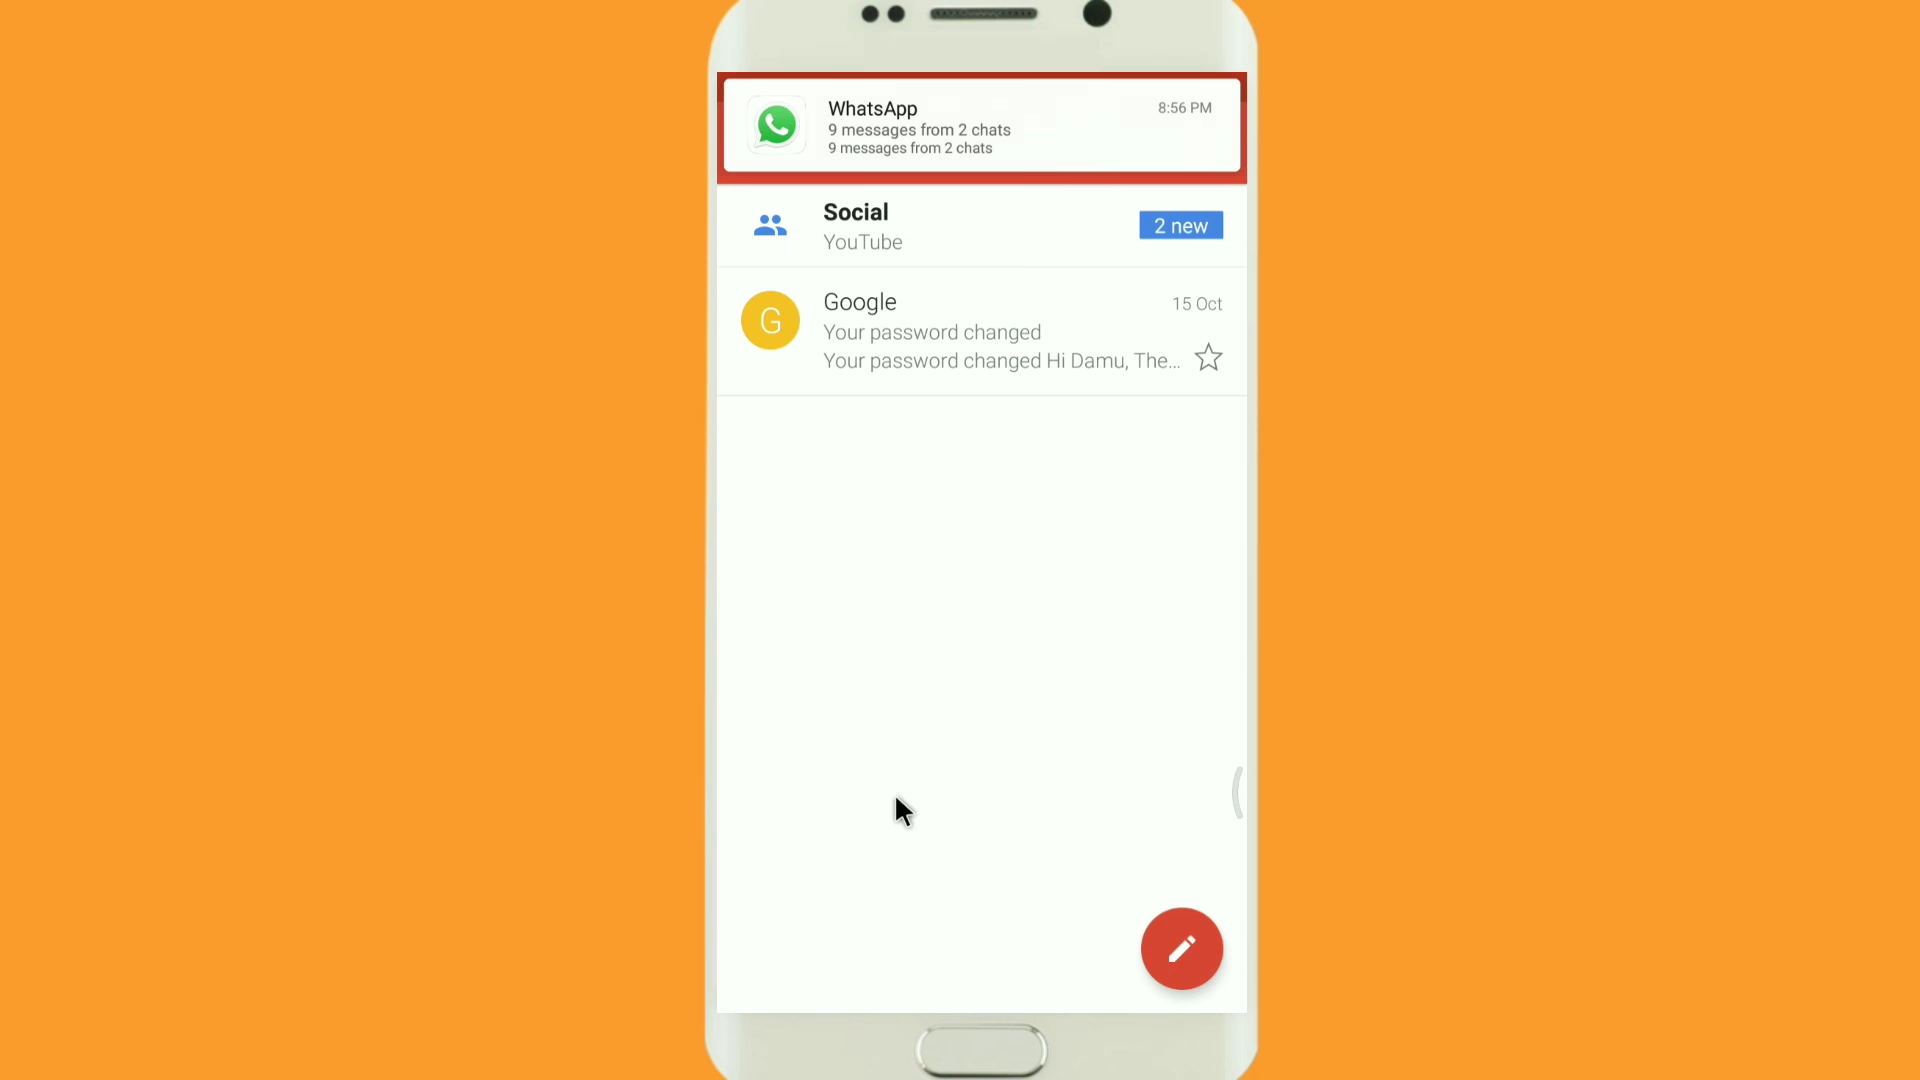 WhatsApp
8:56 PM
9 messages from 2 chats
9 messages from 2 chats
Social
2 new
YouTube
G
Google
15 Oct
Your password changed
Your password changed Hi Damu, The...